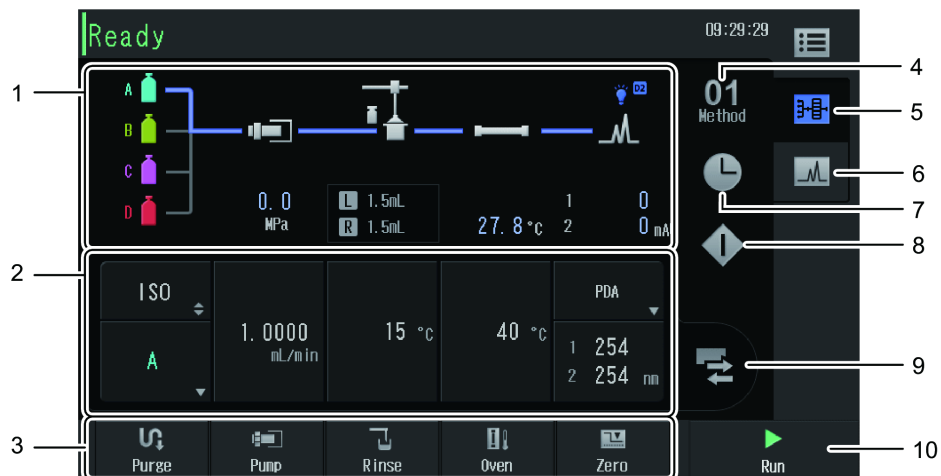 Ready
09:29:29
1
A
D2
B
C
D
0.0
MPa
L 1.5mL
R 1.5mL
27.8°C
1 0
2 0 mA
01
Method
4
5
6
7
8
2
ISO
A
1.0000
mL/min
15 °C
40 °C
PDA
1 254
2 254 nm
9
3
Purge
Pump
Rinse
Oven
Zero
Run
10